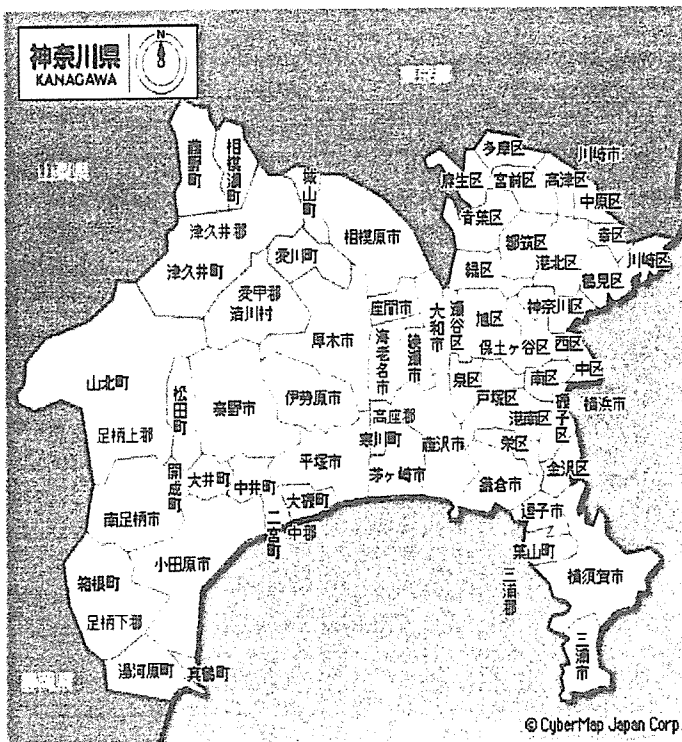 神奈川県
KANAGAWA
N
東京都
山梨県
藤野町
相模湖町
城山町
津久井郡
津久井町
愛川町
相模原市
愛甲郡
清川村
多摩区
川崎市
麻生区
宮前区
高津区
中原区
青葉区
都筑区
幸区
緑区
港北区
川崎区
鶴見区
座間市
大和市
瀬谷区
旭区
神奈川区
厚木市
海老名市
綾瀬市
保土ヶ谷区
西区
中区
山北町
松田町
秦野市
伊勢原市
泉区
戸塚区
南区
磯子区
横浜市
足柄上郡
高座郡
寒川町
藤沢市
港南区
栄区
金沢区
開成町
大井町
中井町
平塚市
茅ヶ崎市
鎌倉市
南足柄市
大磯町
二宮町
中郡
逗子市
葉山町
三浦郡
横須賀市
箱根町
小田原市
足柄下郡
三浦市
湯河原町
真鶴町
静岡県
© CyberMap Japan Corp.